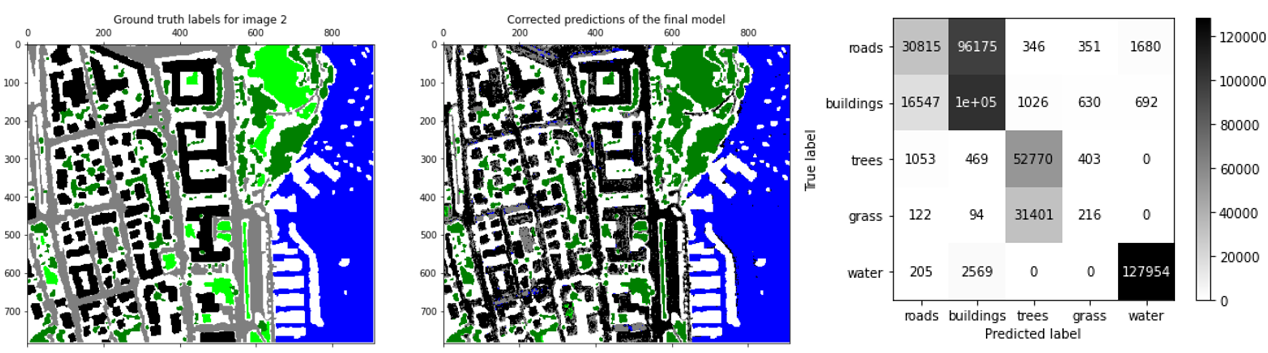 Ground truth labels for image 2
0 200 400 600 800
0
100
200
300
400
500
600
700
Corrected predictions of the final model
0 200 400 600 800
0
100
200
300
400
500
600
700
True label
roads 30815 96175 346 351 1680
buildings 16547 1e+05 1026 630 692
trees 1053 469 52770 403 0
grass 122 94 31401 216 0
water 205 2569 0 0 127954
roads buildings trees grass water
Predicted label
120000
100000
80000
60000
40000
20000
0